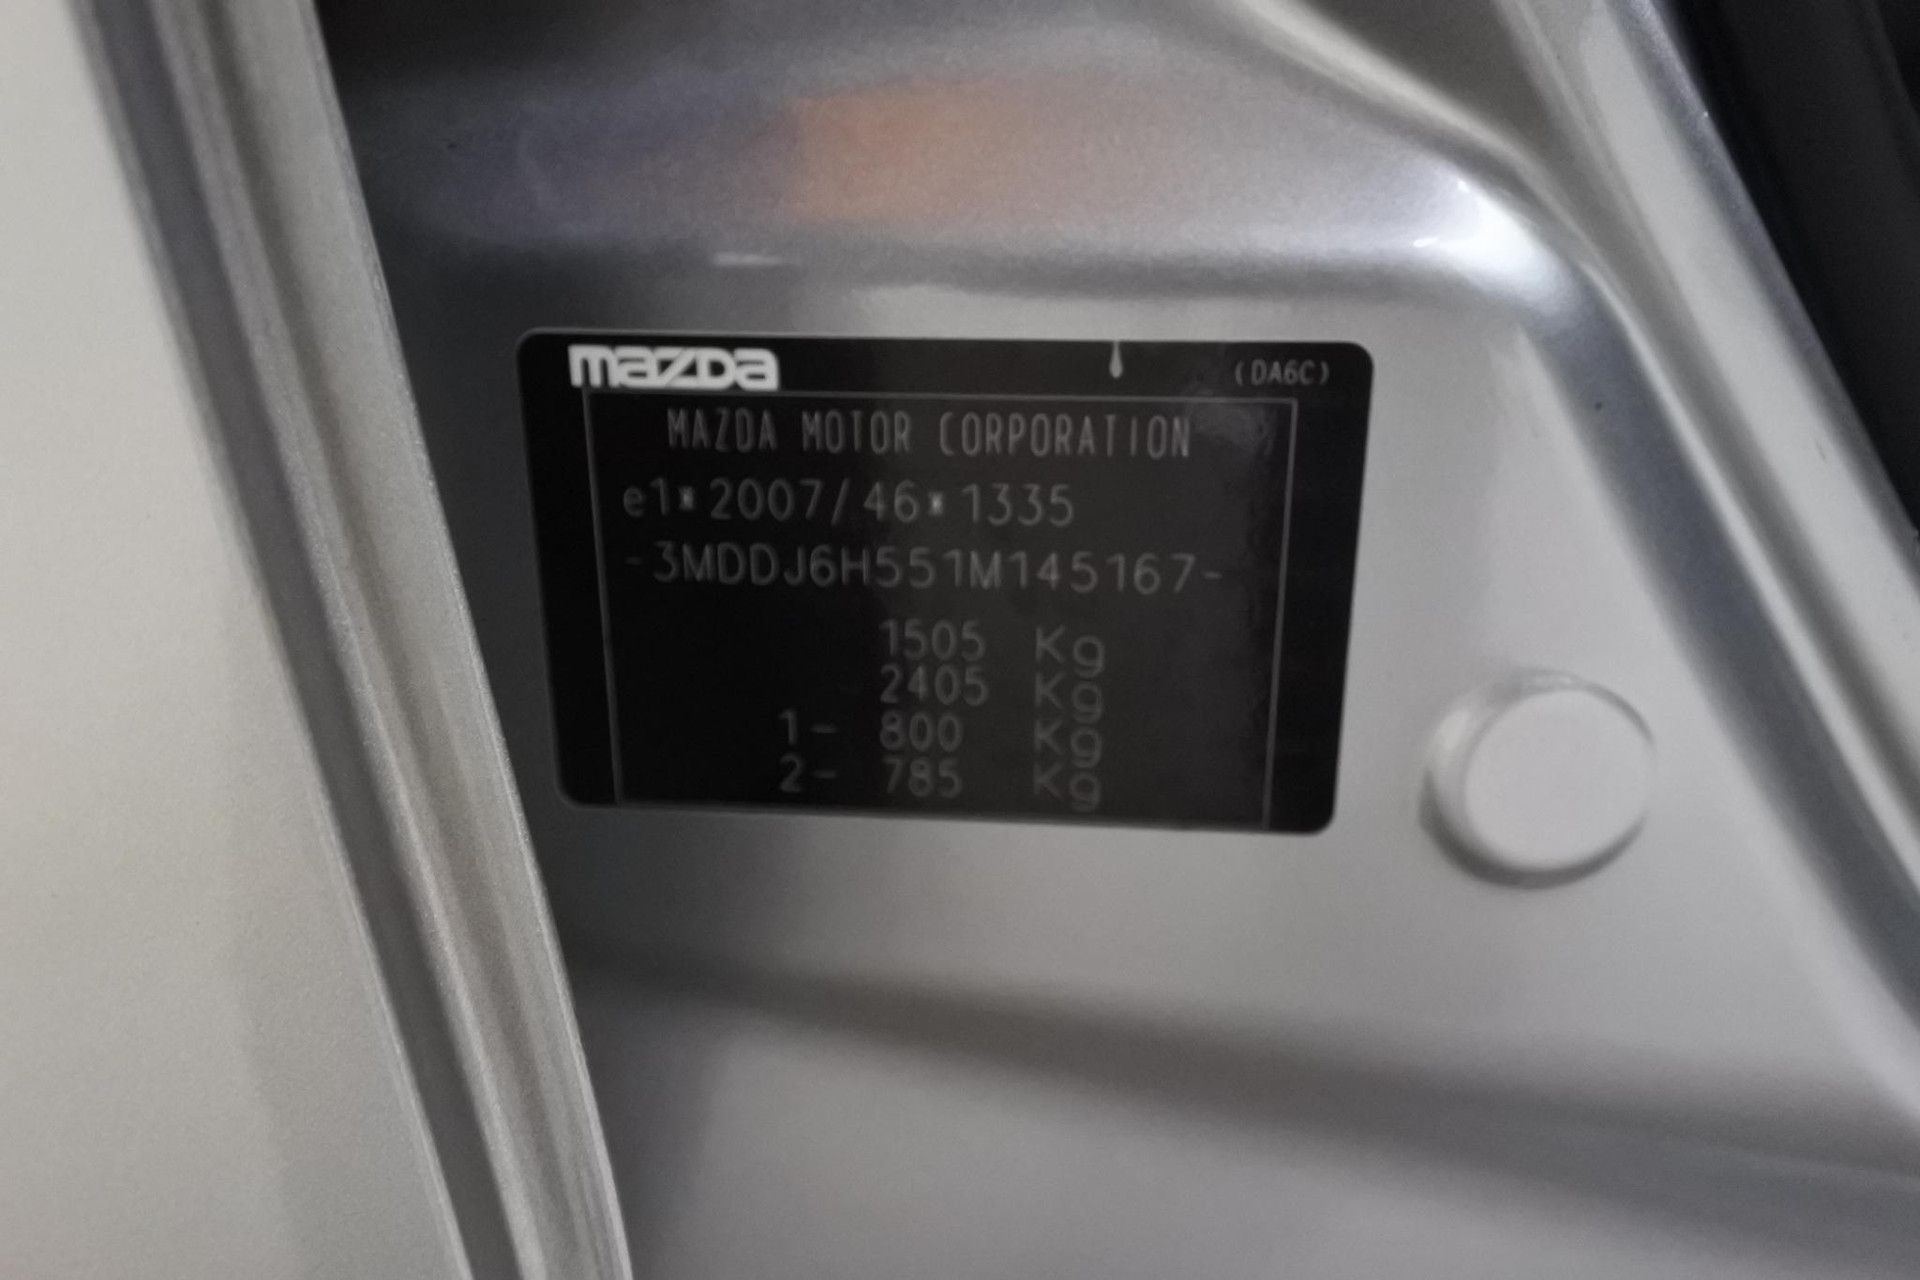 mazda
(DA6C)
MAZDA MOTOR CORPORATION
e1*2007/46*1335
-3MDDJ6H551M145167-
1505 Kg
2405 Kg
1- 800 Kg
2- 785 Kg